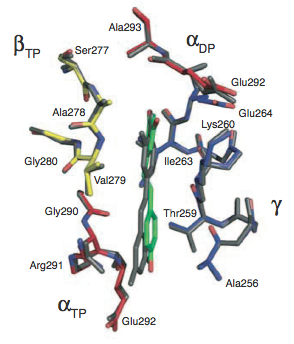 Ala293
αDP
βTP
Ser277
Glu292
Glu264
Ala278
Lys260
Ile263
Gly280
Val279
Gly290
γ
Thr259
Arg291
Ala256
αTP
Glu292